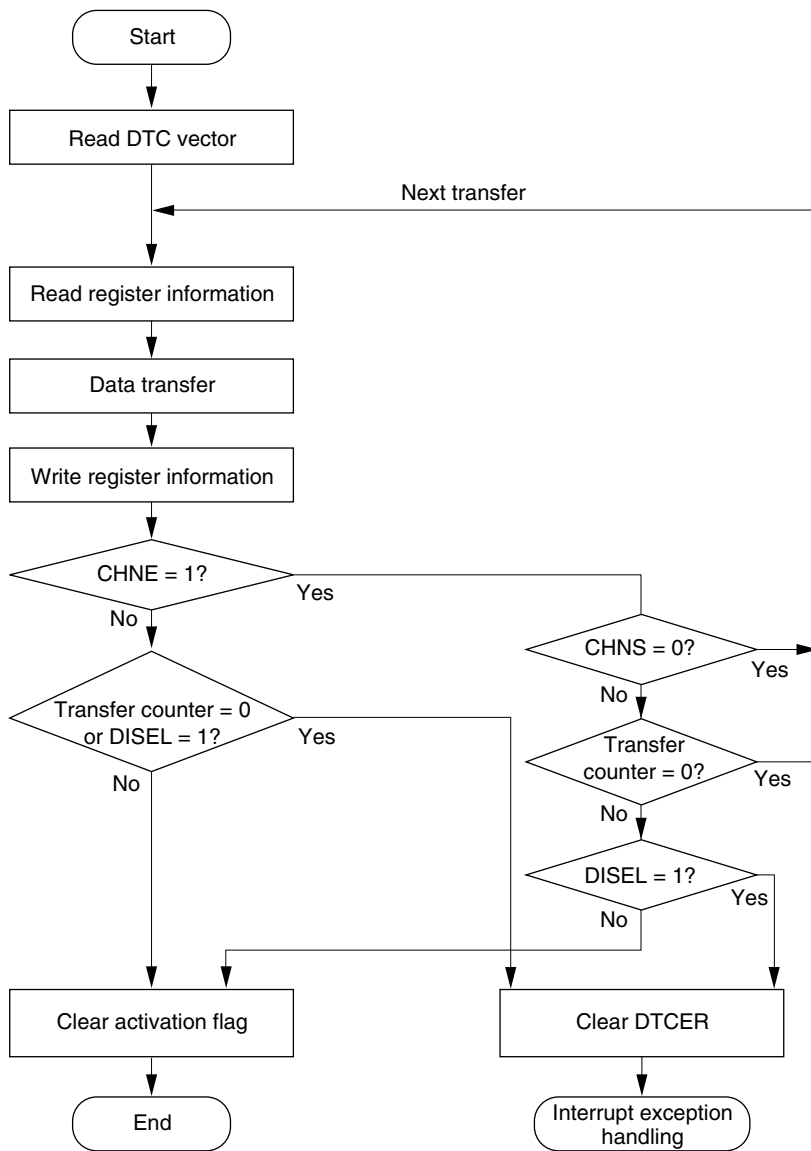 Start
Read DTC vector
Next transfer
Read register information
Data transfer
Write register information
CHNE = 1?
Yes
No
CHNS = 0?
Yes
No
Transfer counter = 0
or DISEL = 1?
Yes
No
Transfer
counter = 0?
Yes
No
DISEL = 1?
Yes
No
Clear activation flag
Clear DTCER
End
Interrupt exception
handling